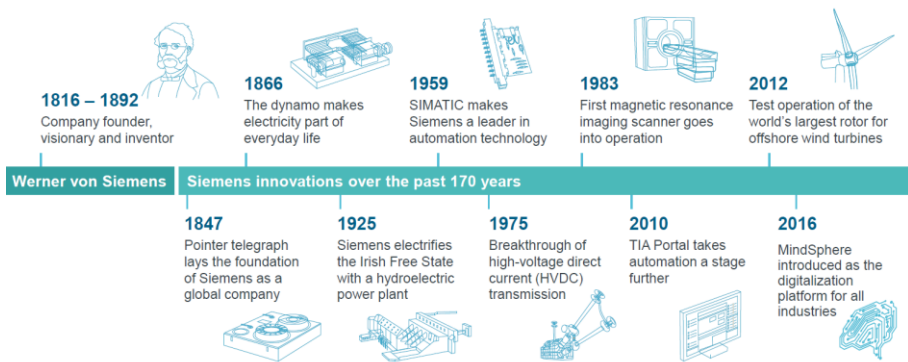 1816 – 1892
Company founder,
visionary and inventor
1866
The dynamo makes
electricity part of
everyday life
1959
SIMATIC makes
Siemens a leader in
automation technology
1983
First magnetic resonance
imaging scanner goes
into operation
2012
Test operation of the
world's largest rotor for
offshore wind turbines
Werner von Siemens
Siemens innovations over the past 170 years
1847
Pointer telegraph
lays the foundation
of Siemens as a
global company
1925
Siemens electrifies
the Irish Free State
with a hydroelectric
power plant
1975
Breakthrough of
high-voltage direct
current (HVDC)
transmission
2010
TIA Portal takes
automation a stage
further
2016
MindSphere
introduced as the
digitalization
platform for all
industries